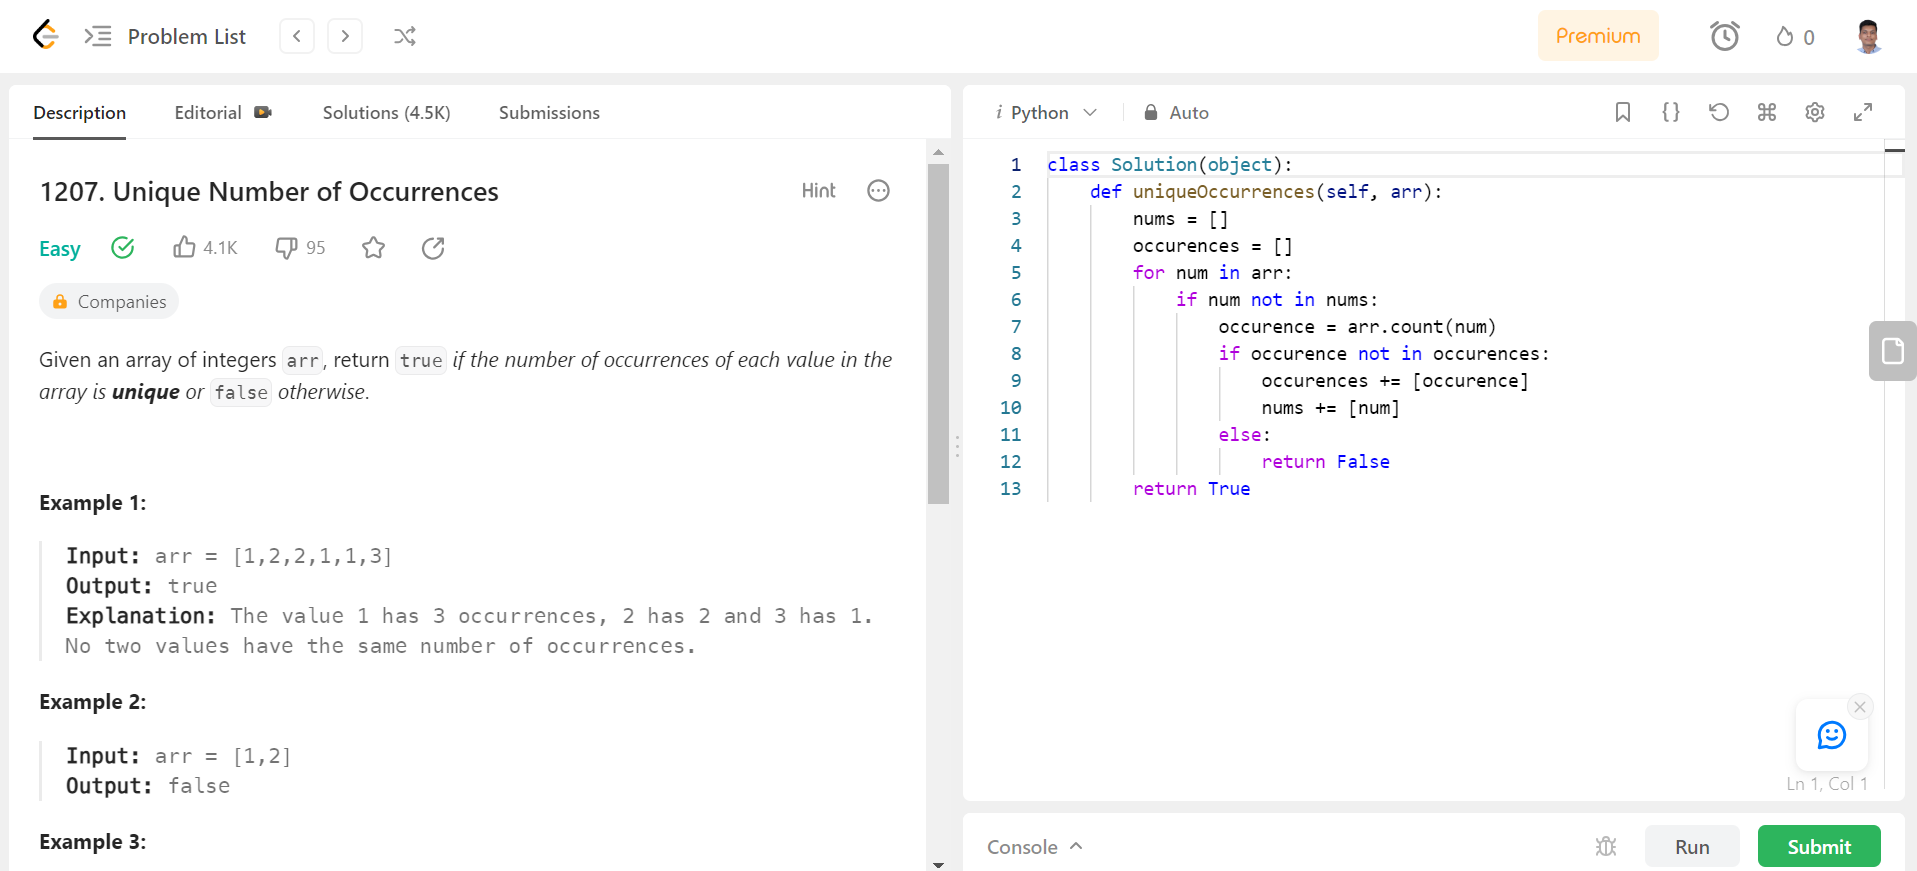 Problem List
Premium
0
Description Editorial Solutions (4.5K) Submissions
1207. Unique Number of Occurrences
Hint
Easy 4.1K 95
Companies
Given an array of integers arr, return true if the number of occurrences of each value in the
array is unique or false otherwise.
Example 1:
Input: arr = [1,2,2,1,1,3]
Output: true
Explanation: The value 1 has 3 occurrences, 2 has 2 and 3 has 1.
No two values have the same number of occurrences.
Example 2:
Input: arr = [1,2]
Output: false
Example 3:
i Python Auto
{}
1 class Solution(object):
2 def uniqueOccurrences(self, arr):
3 nums = []
4 occurences = []
5 for num in arr:
6 if num not in nums:
7 occurence = arr.count(num)
8 if occurence not in occurences:
9 occurences += [occurence]
10 nums += [num]
11 else:
12 return False
13 return True
Ln 1, Col 1
Console Run Submit